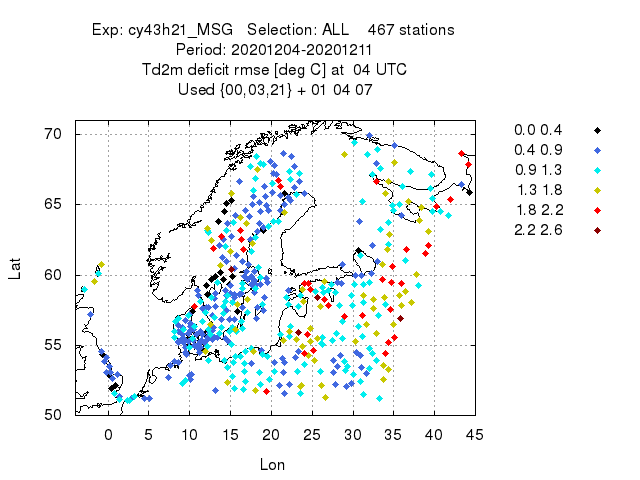 Exp: cy43h21_MSG   Selection: ALL    467 stations
Period: 20201204-20201211
Td2m deficit rmse [deg C] at  04 UTC
Used {00,03,21} + 01 04 07
0.0 0.4
0.4 0.9
0.9 1.3
1.3 1.8
1.8 2.2
2.2 2.6
70
65
60
55
50
Lat
0 5 10 15 20 25 30 35 40 45
Lon